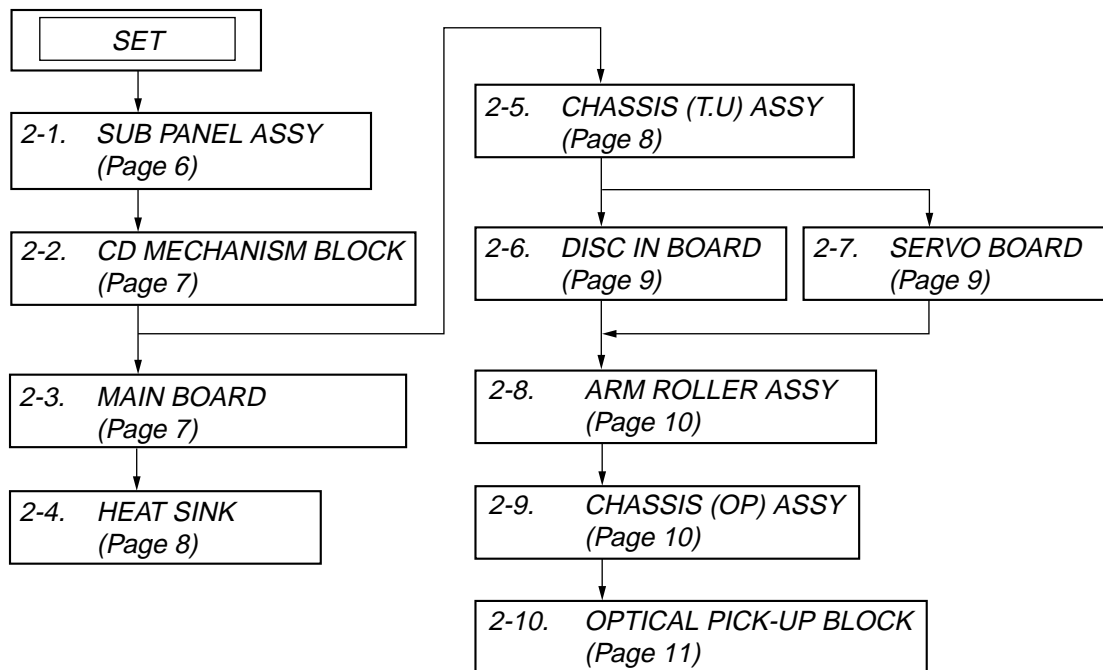 SET
2-1. SUB PANEL ASSY
(Page 6)
2-2. CD MECHANISM BLOCK
(Page 7)
2-3. MAIN BOARD
(Page 7)
2-4. HEAT SINK
(Page 8)
2-5. CHASSIS (T.U) ASSY
(Page 8)
2-6. DISC IN BOARD
(Page 9)
2-7. SERVO BOARD
(Page 9)
2-8. ARM ROLLER ASSY
(Page 10)
2-9. CHASSIS (OP) ASSY
(Page 10)
2-10. OPTICAL PICK-UP BLOCK
(Page 11)